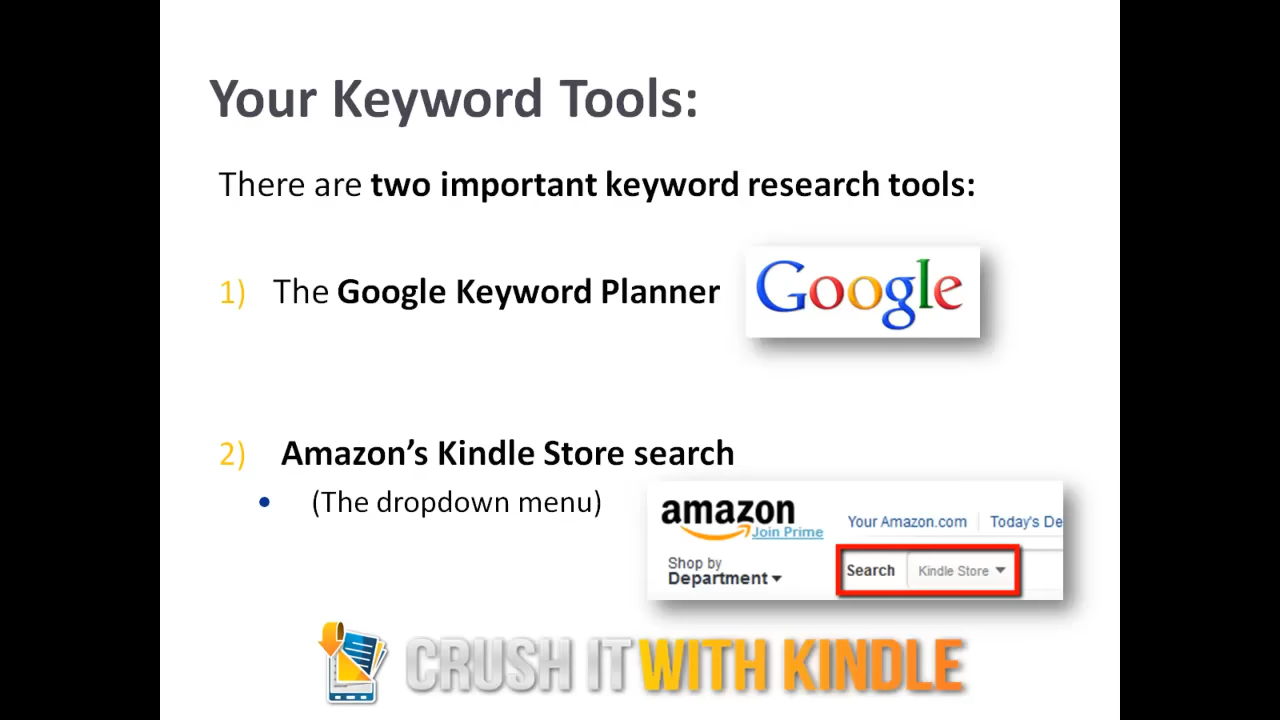 Your Keyword Tools:
There are two important keyword research tools:
1) The Google Keyword Planner
Google
2) Amazon’s Kindle Store search
• (The dropdown menu)
amazon
Join Prime
Your Amazon.com
Today's De
Shop by
Department
Search Kindle Store
CRUSH IT WITH KINDLE